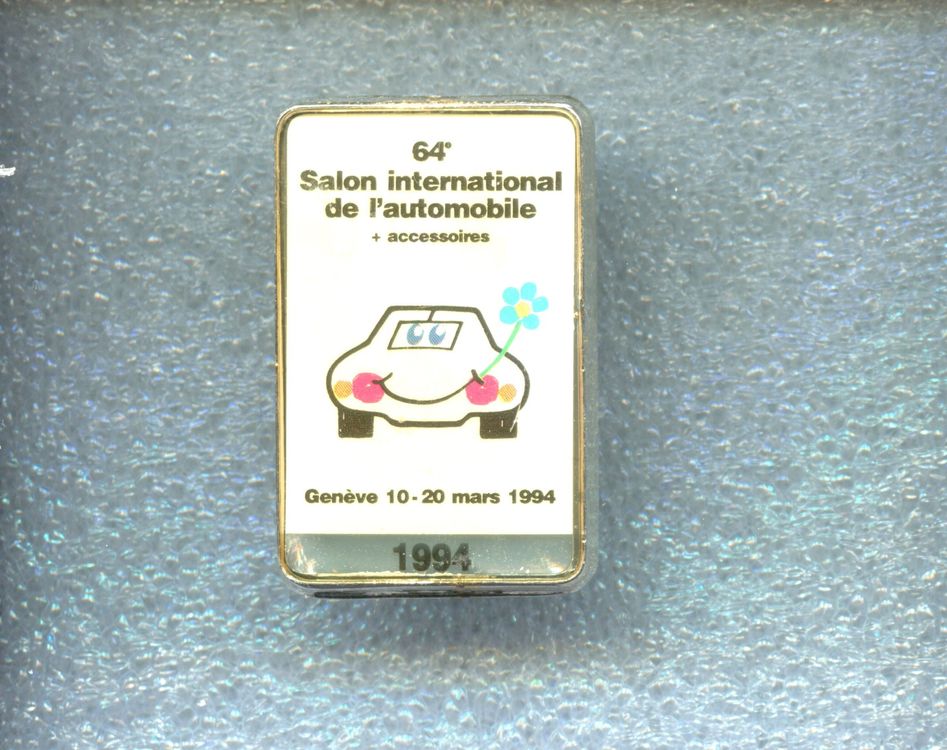 64e
Salon international
de l'automobile
+ accessoires
Genève 10-20 mars 1994
1994